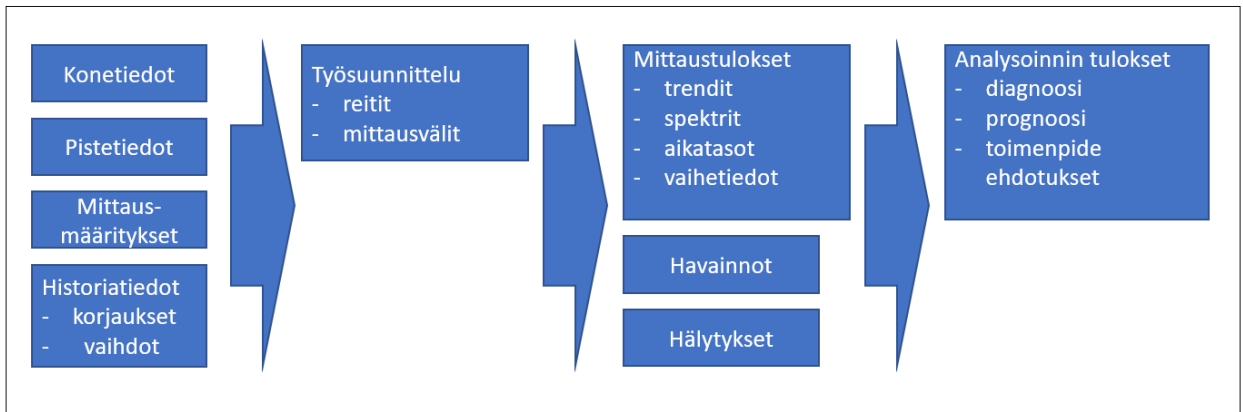 Konetiedot
Pistetiedot
Mittaus-
määritykset
Historiatiedot
- korjaukset
- vaihdot
Työsuunnittelu
- reitit
- mittausvälit
Mittaustulokset
- trendit
- spektrit
- aikatasot
- vaihetiedot
Havainnot
Hälytykset
Analysoinnin tulokset
- diagnoosi
- prognoosi
- toimenpide
ehdotukset